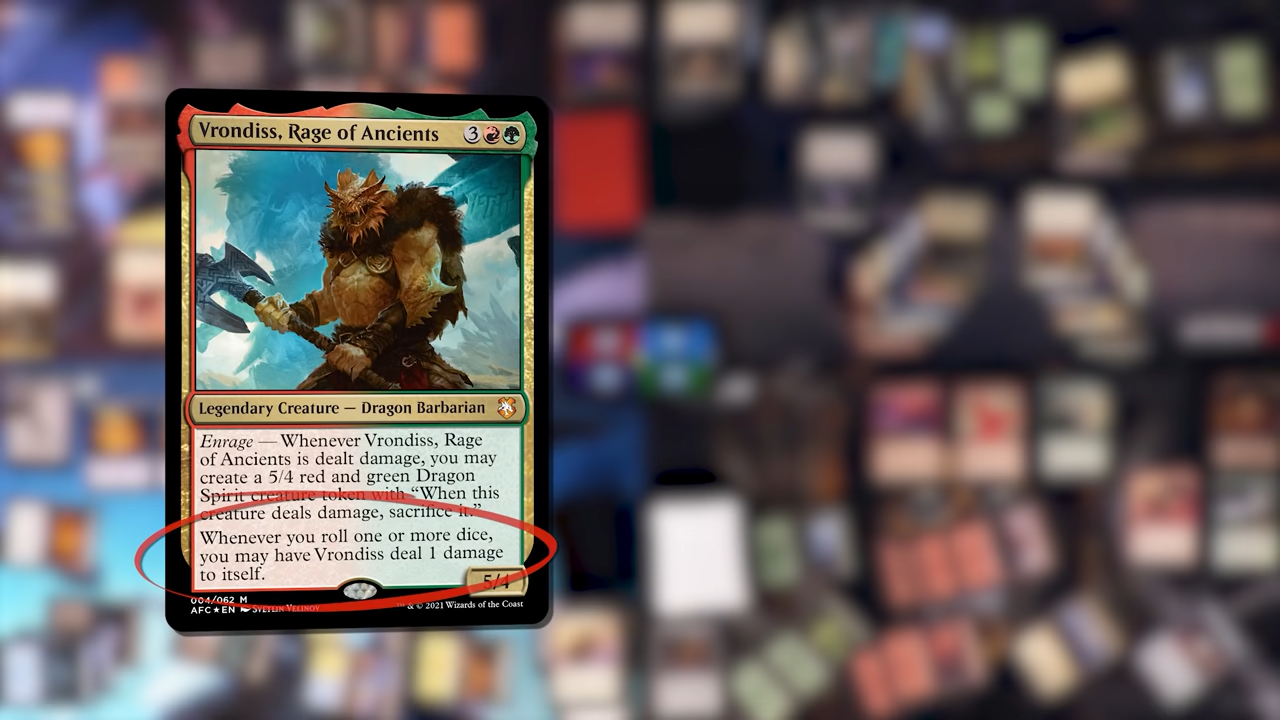 Vrondiss, Rage of Ancients 3
Legendary Creature — Dragon Barbarian
Enrage — Whenever Vrondiss, Rage
of Ancients is dealt damage, you may
create a 5/4 red and green Dragon
Spirit creature token with “When this
creature deals damage, sacrifice it.”
Whenever you roll one or more dice,
you may have Vrondiss deal 1 damage
to itself.
5/4
004/062 M
AFC★EN SVETLIN VELINOV
™ & © 2021 Wizards of the Coast